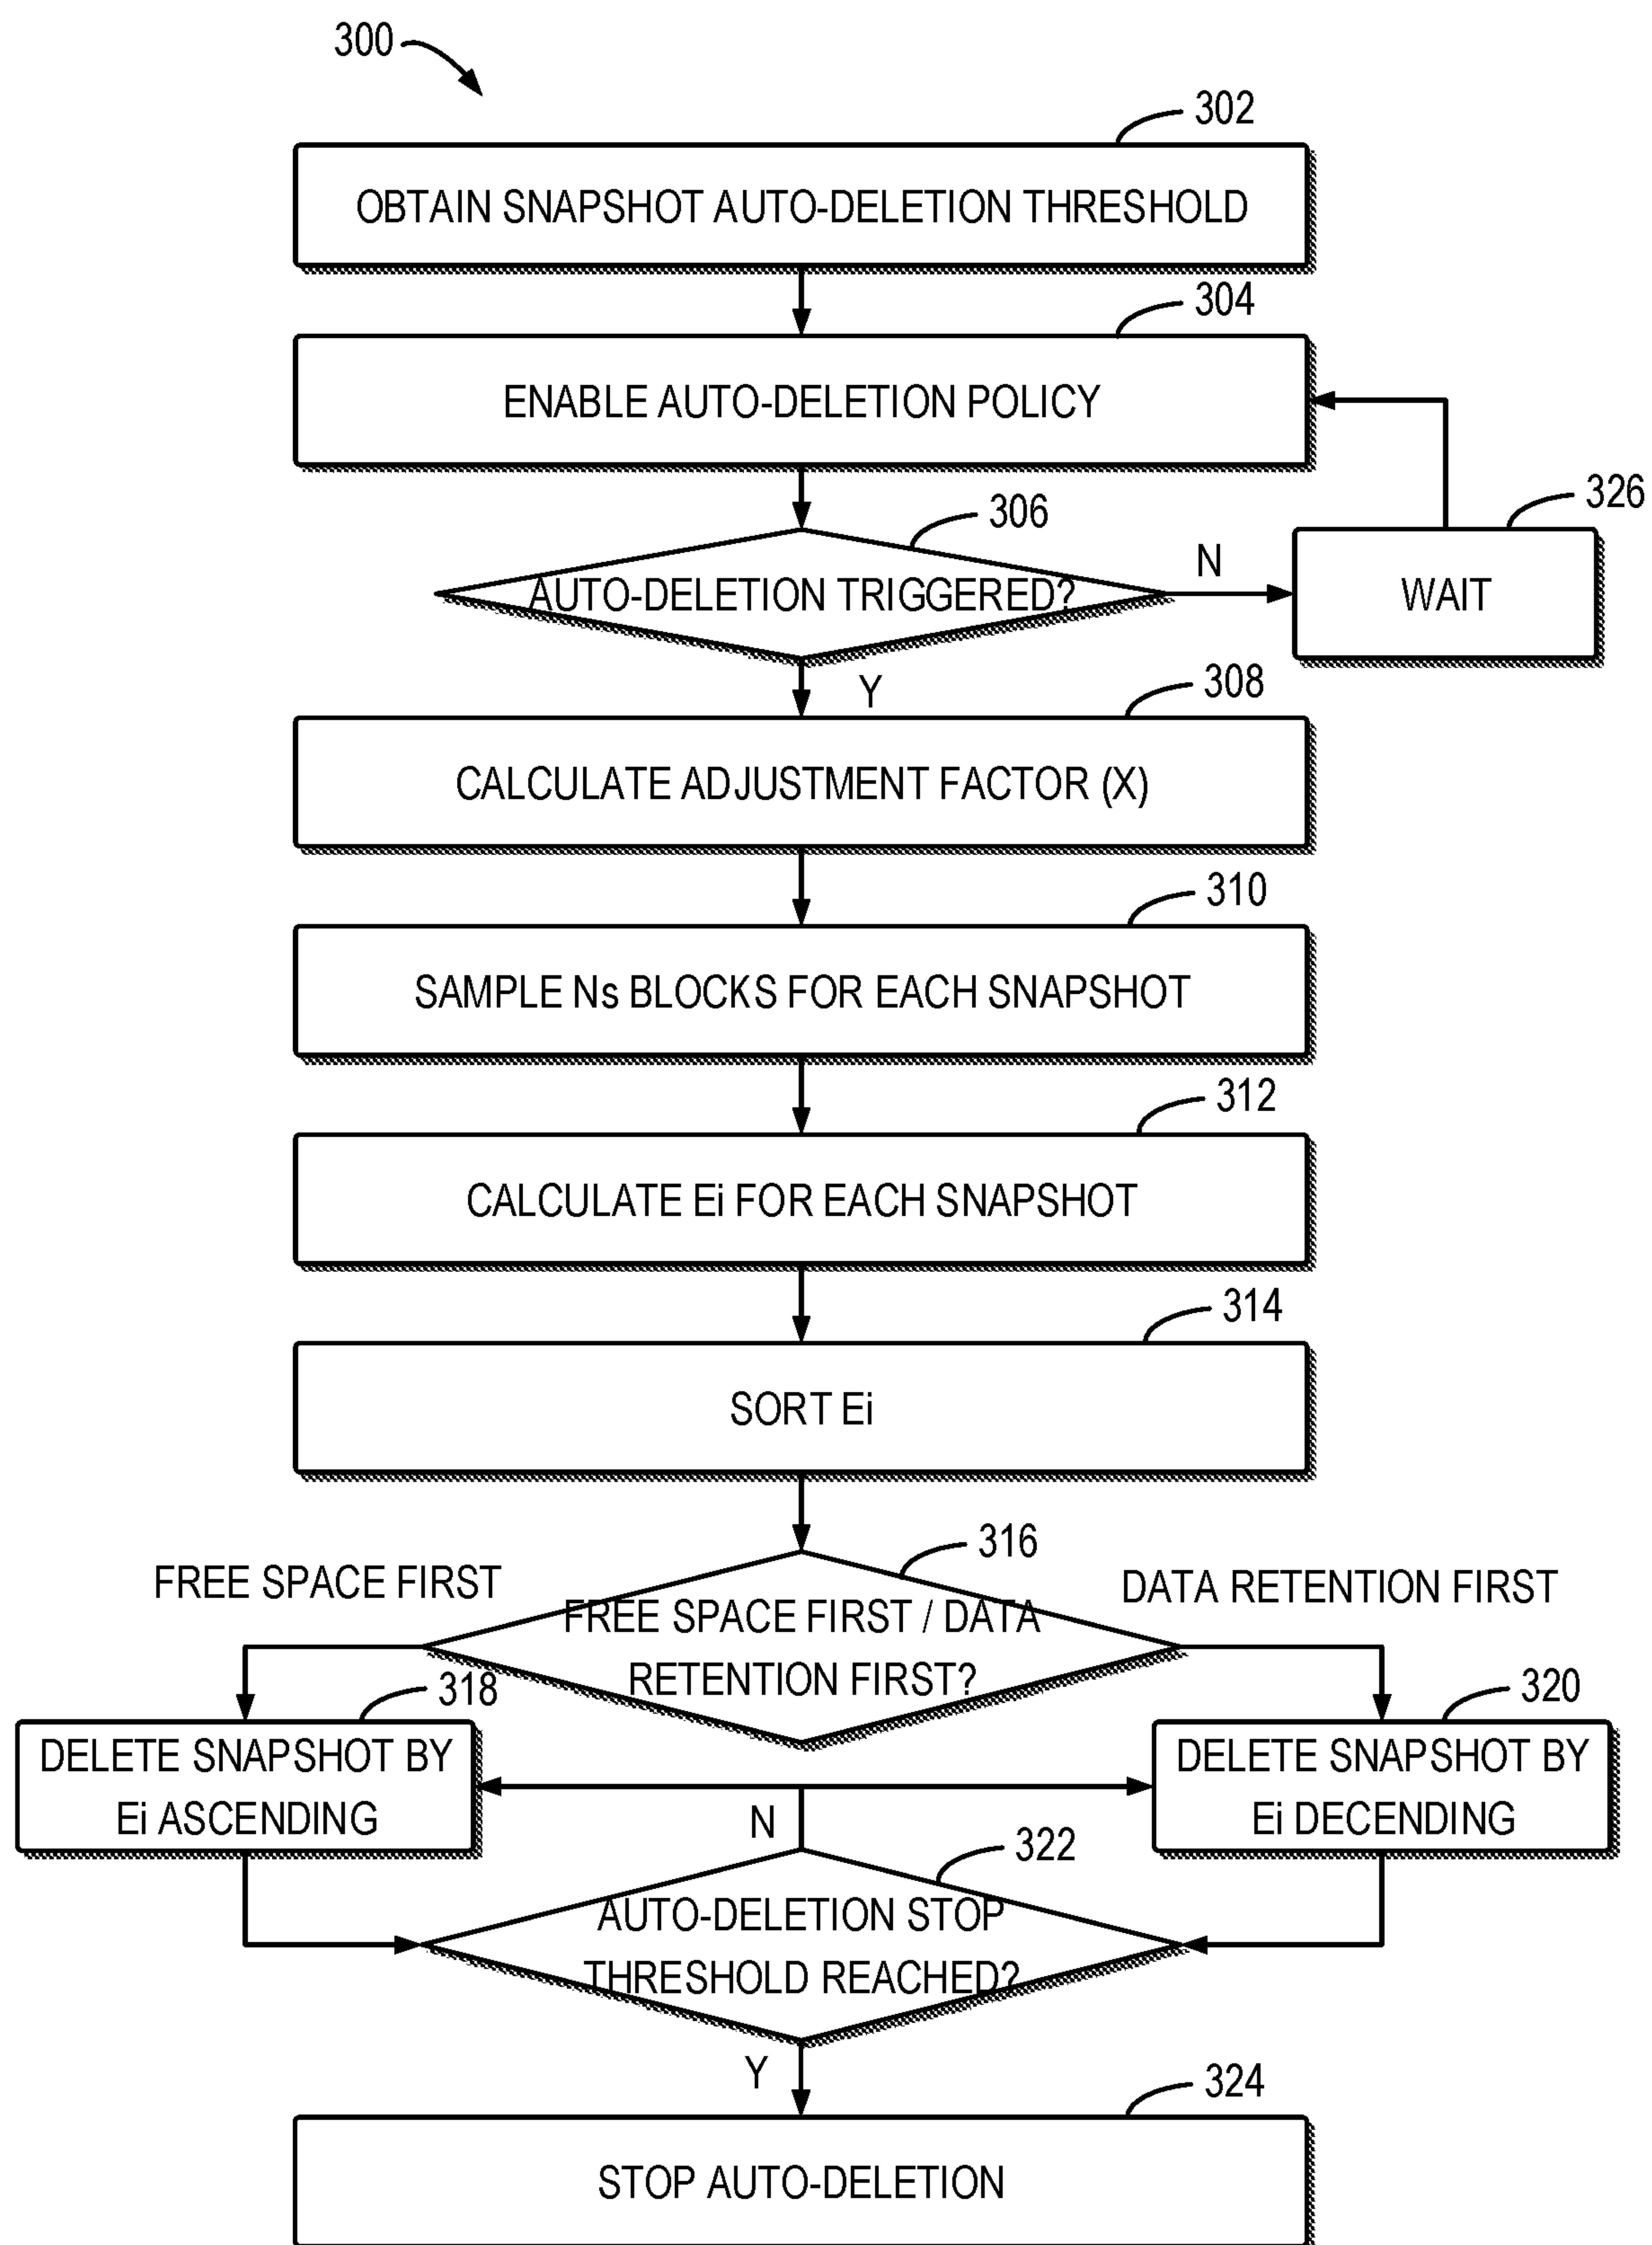 300
302
OBTAIN SNAPSHOT AUTO-DELETION THRESHOLD
304
ENABLE AUTO-DELETION POLICY
306
326
AUTO-DELETION TRIGGERED?
N
WAIT
Y
308
CALCULATE ADJUSTMENT FACTOR (X)
310
SAMPLE Ns BLOCKS FOR EACH SNAPSHOT
312
CALCULATE Ei FOR EACH SNAPSHOT
314
SORT Ei
316
FREE SPACE FIRST
DATA RETENTION FIRST
FREE SPACE FIRST / DATA
RETENTION FIRST?
318
320
DELETE SNAPSHOT BY
Ei ASCENDING
DELETE SNAPSHOT BY
Ei DECENDING
N
322
AUTO-DELETION STOP
THRESHOLD REACHED?
Y
324
STOP AUTO-DELETION